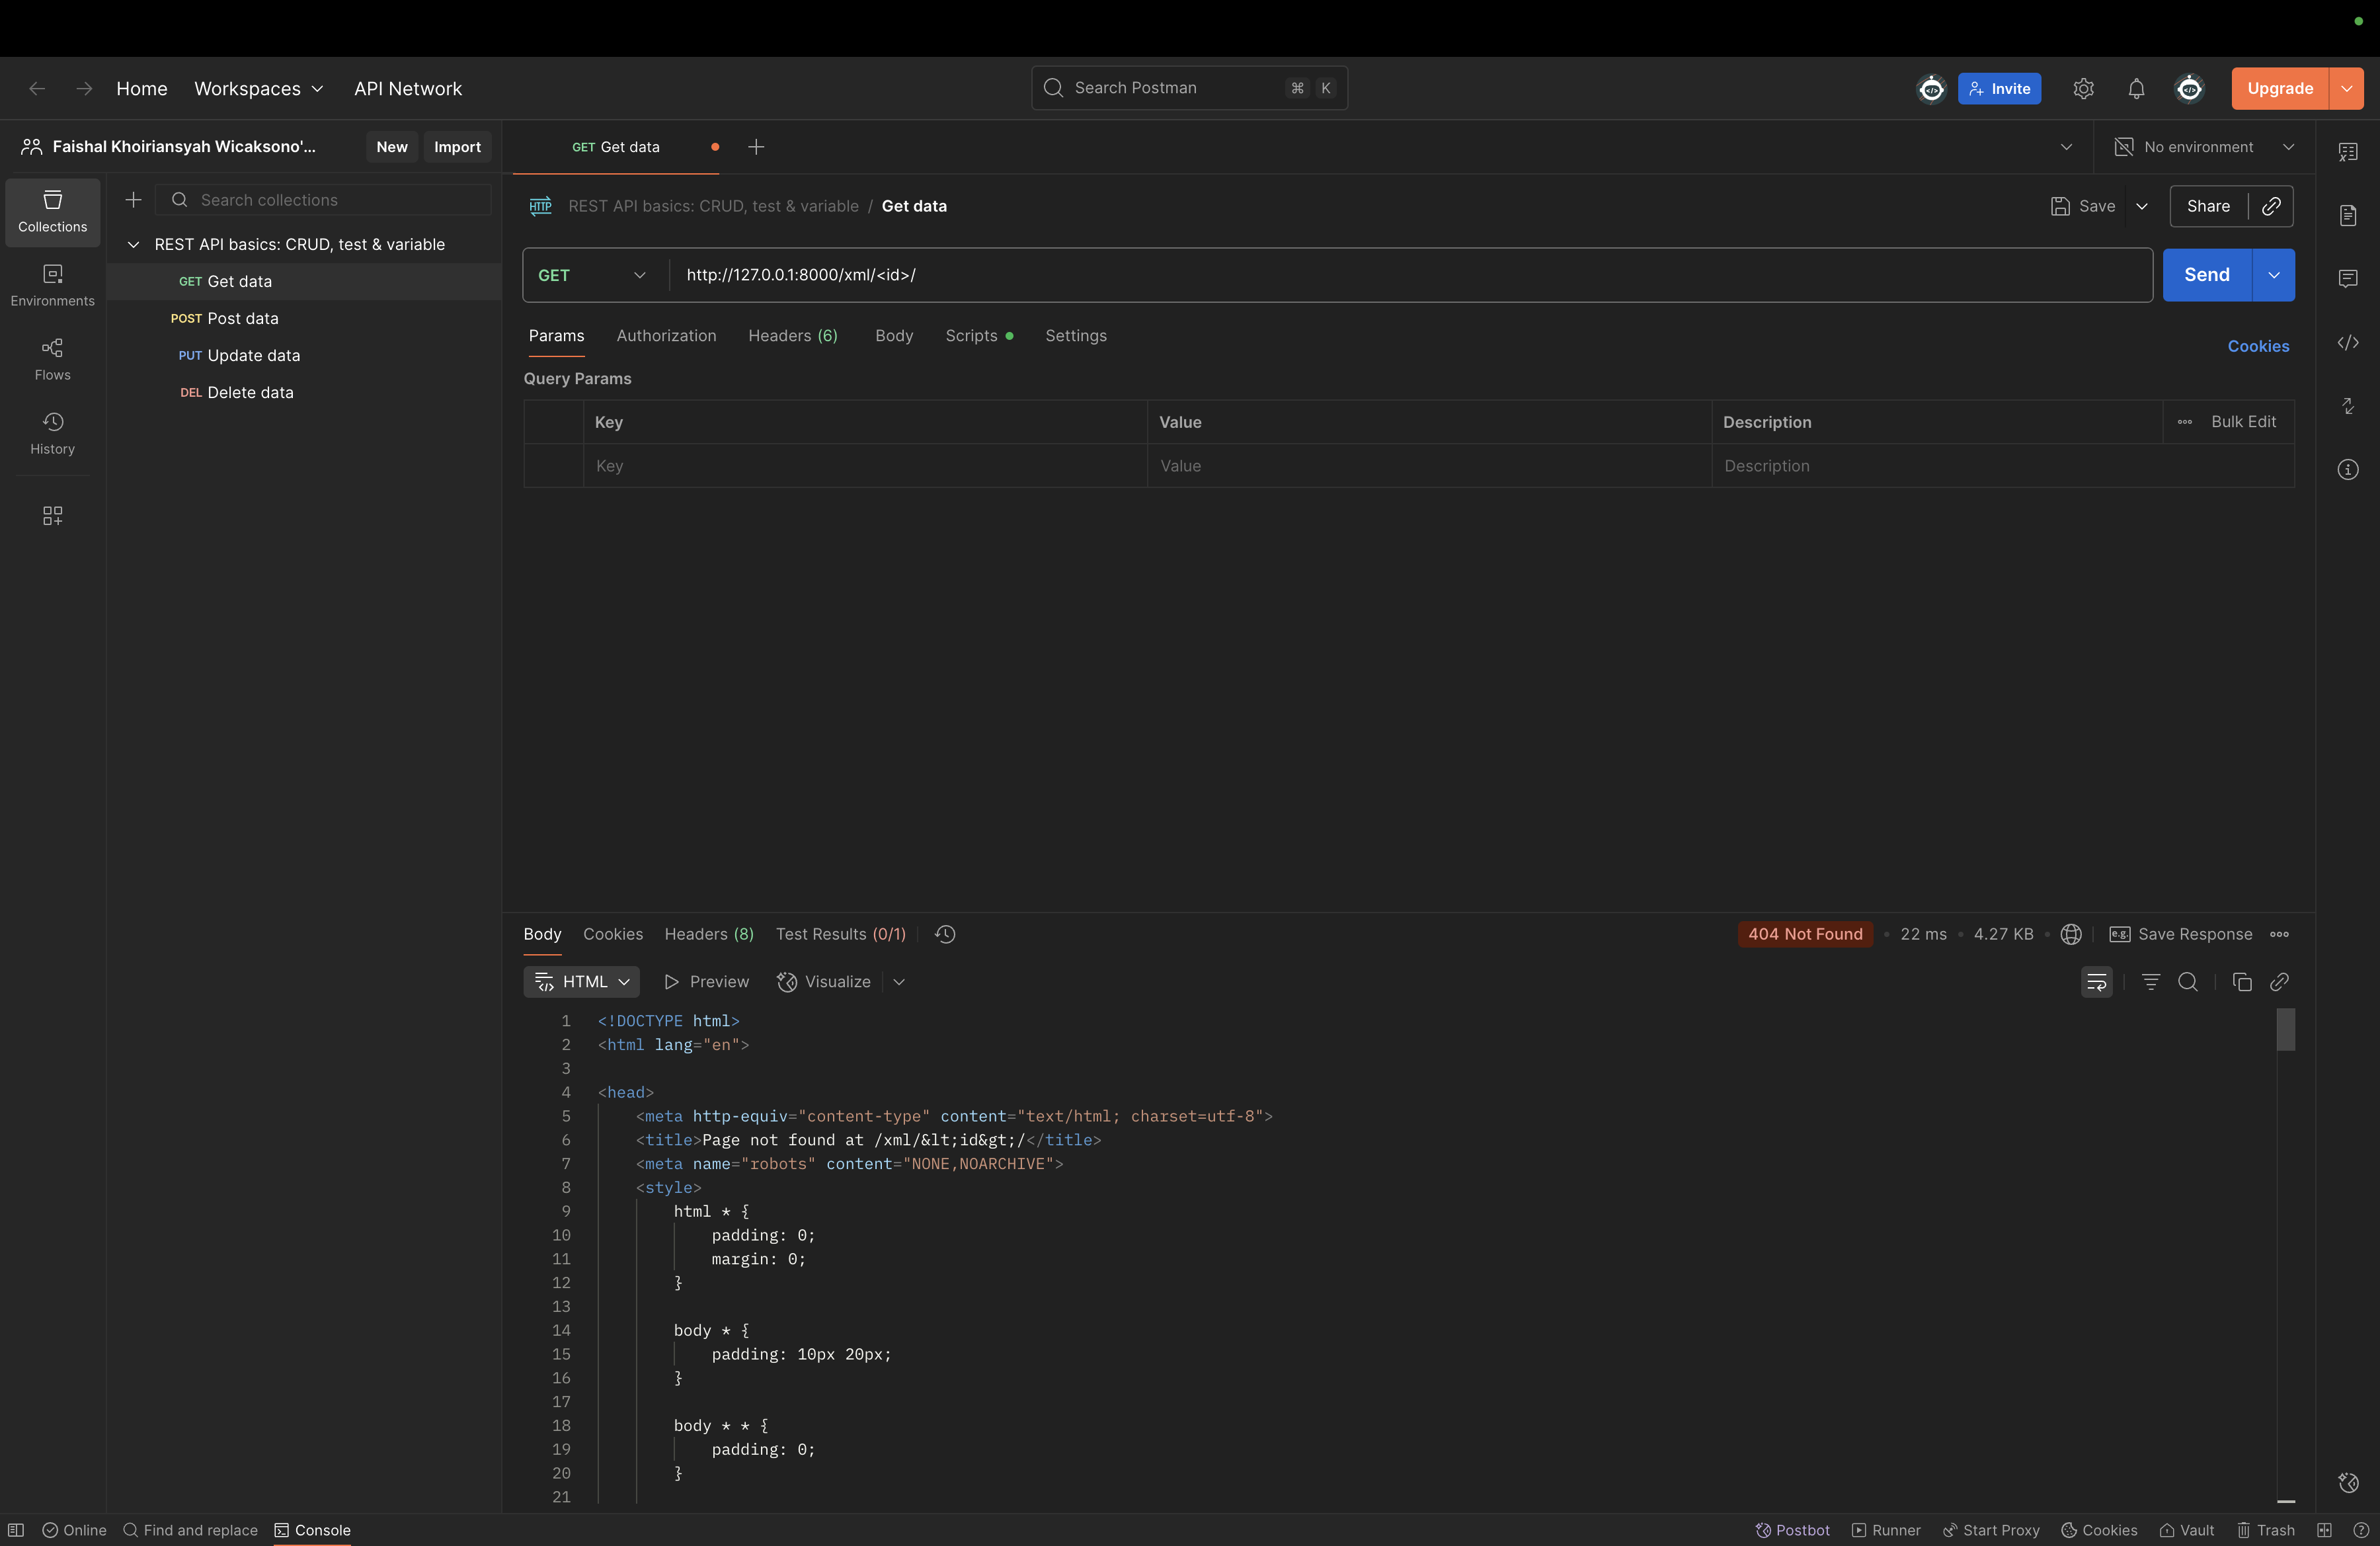 Home Workspaces API Network Search Postman ⌘ K Invite Upgrade
Faishal Khoiriansyah Wicaksono'... New Import GET Get data No environment
Collections
Search collections
REST API basics: CRUD, test & variable
GET Get data
POST Post data
PUT Update data
DEL Delete data
Environments
Flows
History
HTTP REST API basics: CRUD, test & variable / Get data Save Share
GET http://127.0.0.1:8000/xml/<id>/ Send
Params Authorization Headers (6) Body Scripts Settings Cookies
Query Params
Key Value Description Bulk Edit
Key Value Description
Body Cookies Headers (8) Test Results (0/1) 404 Not Found 22 ms 4.27 KB e.g. Save Response
HTML Preview Visualize
1 <!DOCTYPE html>
2 <html lang="en">
3
4 <head>
5 <meta http-equiv="content-type" content="text/html; charset=utf-8">
6 <title>Page not found at /xml/&lt;id&gt;/</title>
7 <meta name="robots" content="NONE,NOARCHIVE">
8 <style>
9 html * {
10 padding: 0;
11 margin: 0;
12 }
13
14 body * {
15 padding: 10px 20px;
16 }
17
18 body * * {
19 padding: 0;
20 }
21
Online Find and replace Console Postbot Runner Start Proxy Cookies Vault Trash